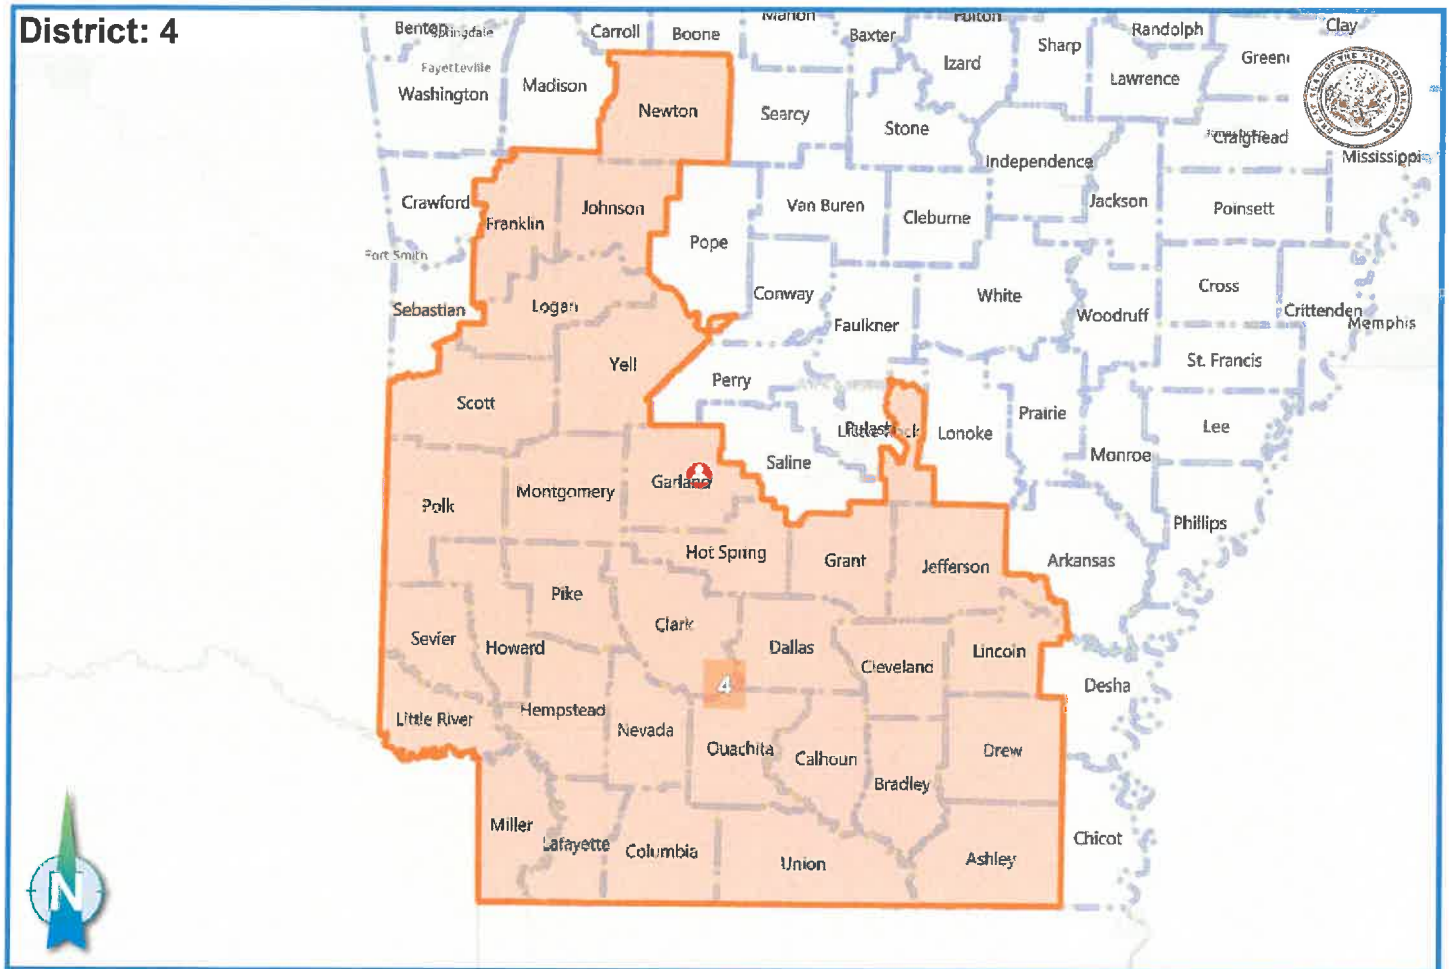 District: 4
Benton
Springdale
Carroll
Boone
Marion
Baxter
Fulton
Sharp
Randolph
Clay
Fayetteville
Washington
Madison
Izard
Lawrence
Newton
Searcy
Stone
Craighead
Independence
Mississippi
Crawford
Franklin
Johnson
Van Buren
Cleburne
Jackson
Poinsett
Pope
Fort Smith
Sebastian
Logan
Conway
White
Cross
Faulkner
Woodruff
Crittenden
Memphis
Yell
Perry
St. Francis
Scott
Pulaski
Little Rock
Lonoke
Prairie
Lee
Saline
Monroe
Polk
Montgomery
Garland
Phillips
Hot Spring
Grant
Jefferson
Arkansas
Pike
Clark
Sevier
Howard
Dallas
Cleveland
Lincoln
4
Desha
Little River
Hempstead
Nevada
Ouachita
Calhoun
Drew
Bradley
Miller
Lafayette
Columbia
Union
Ashley
Chicot
N